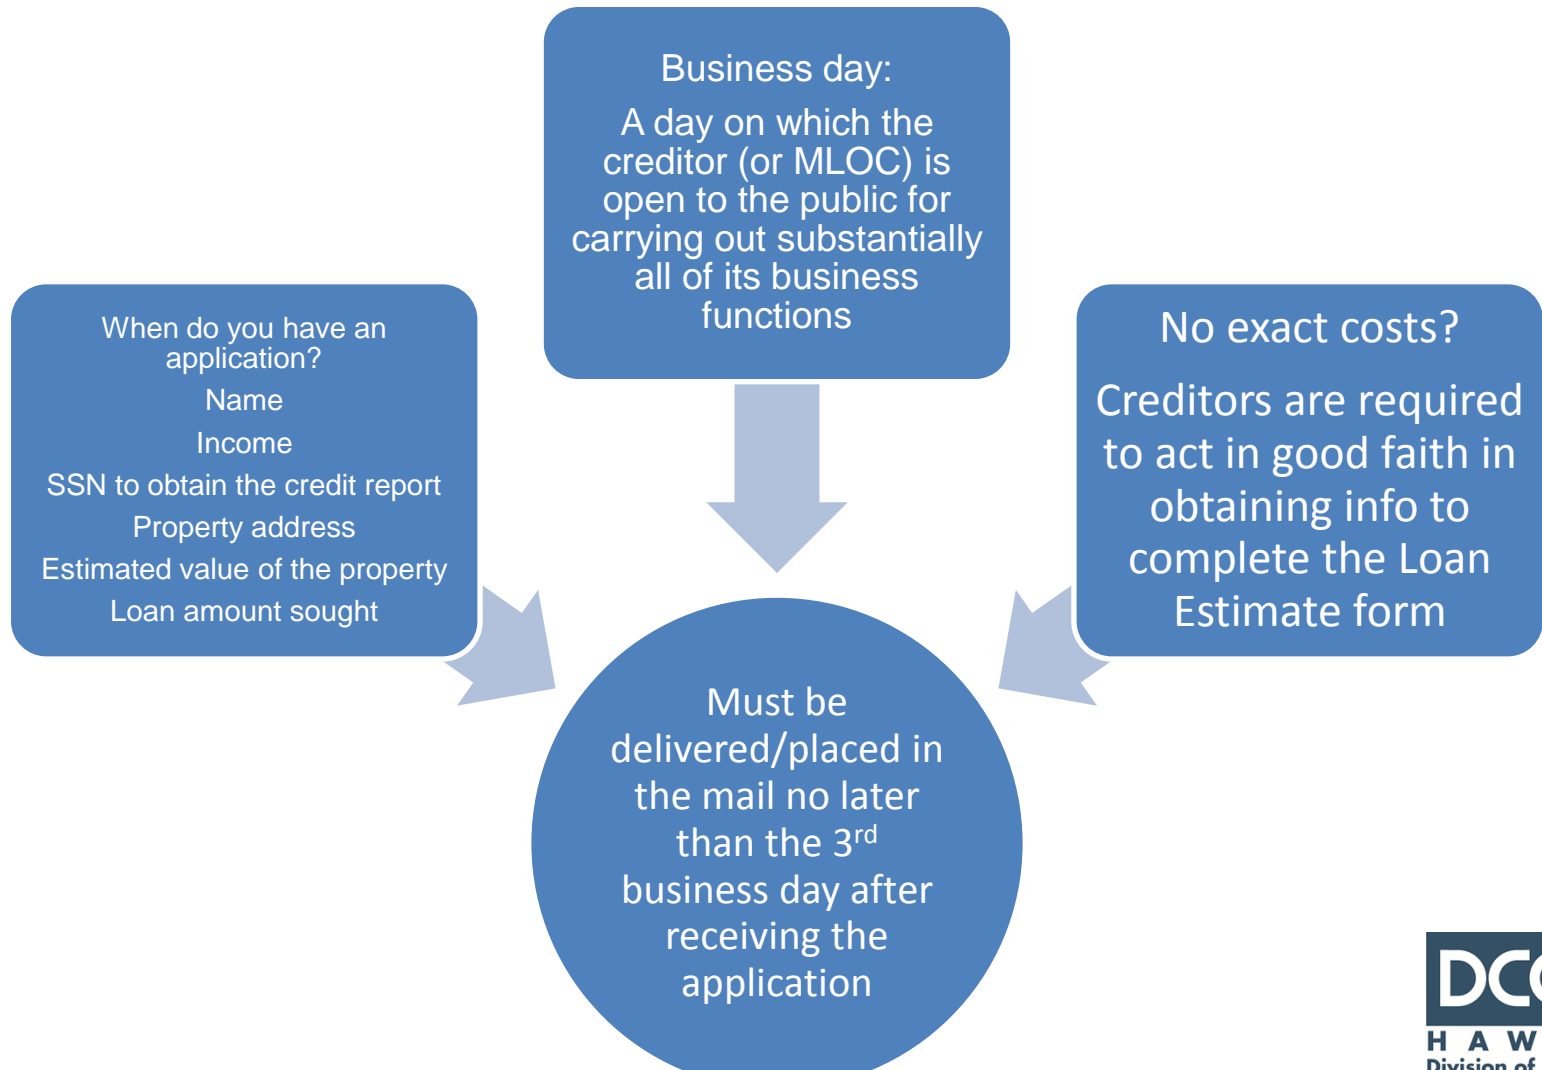 Business day:
A day on which the
creditor (or MLOC) is
open to the public for
carrying out substantially
all of its business
functions
When do you have an
application?
Name
Income
SSN to obtain the credit report
Property address
Estimated value of the property
Loan amount sought
No exact costs?
Creditors are required
to act in good faith in
obtaining info to
complete the Loan
Estimate form
Must be
delivered/placed in
the mail no later
than the 3rd
business day after
receiving the
application
Division of